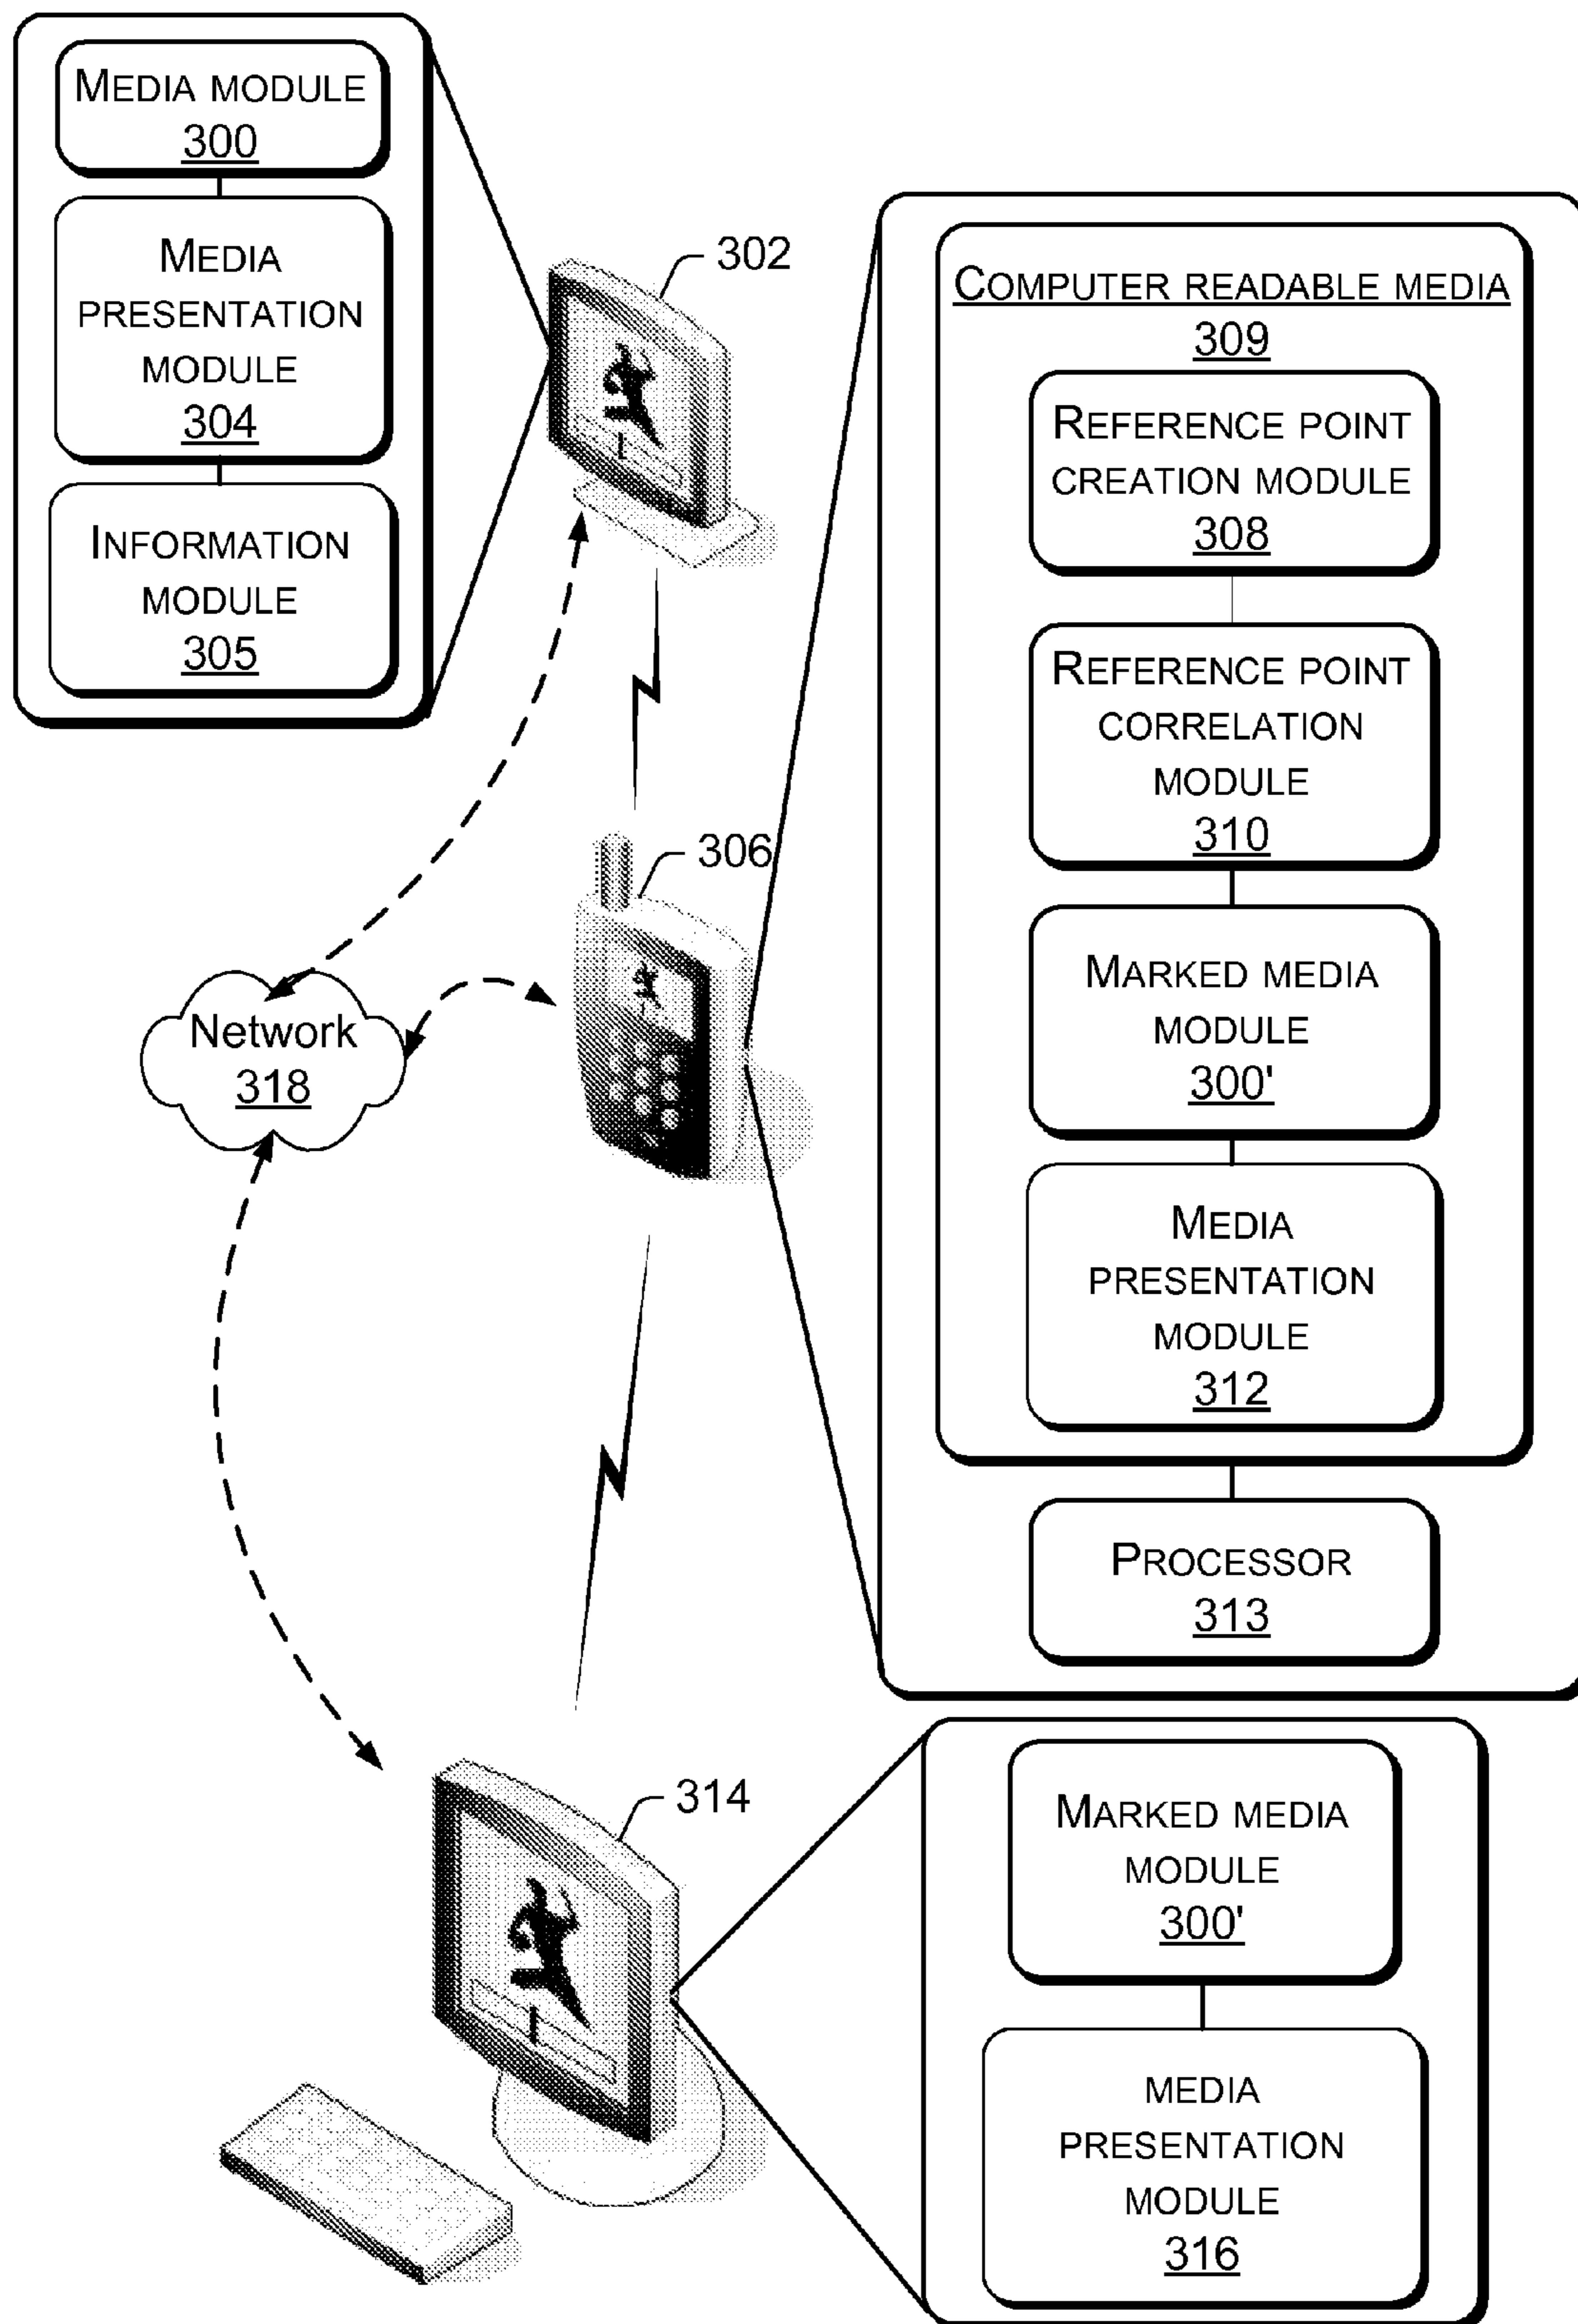 MEDIA MODULE
300
MEDIA
PRESENTATION
MODULE
304
INFORMATION
MODULE
305
302
COMPUTER READABLE MEDIA
309
REFERENCE POINT
CREATION MODULE
308
REFERENCE POINT
CORRELATION
MODULE
310
MARKED MEDIA
MODULE
300'
MEDIA
PRESENTATION
MODULE
312
PROCESSOR
313
306
Network
318
314
MARKED MEDIA
MODULE
300'
MEDIA
PRESENTATION
MODULE
316